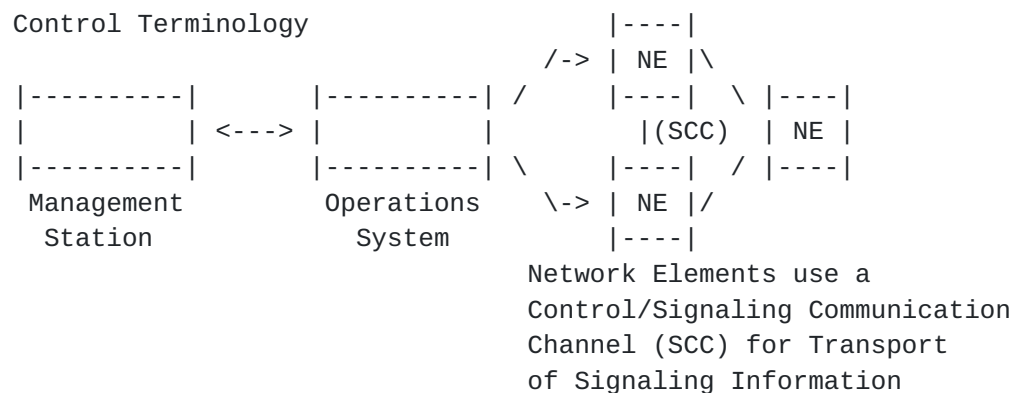 Control Terminology                    |----|
                                  /-> | NE |\
|----------|       |----------| /     |----|  \ |----|
|          | <---> |          |         |(SCC)  | NE |
|----------|       |----------| \     |----|  / |----|
 Management         Operations    \-> | NE |/
  Station             System          |----|
                                 Network Elements use a
                                 Control/Signaling Communication
                                 Channel (SCC) for Transport
                                 of Signaling Information